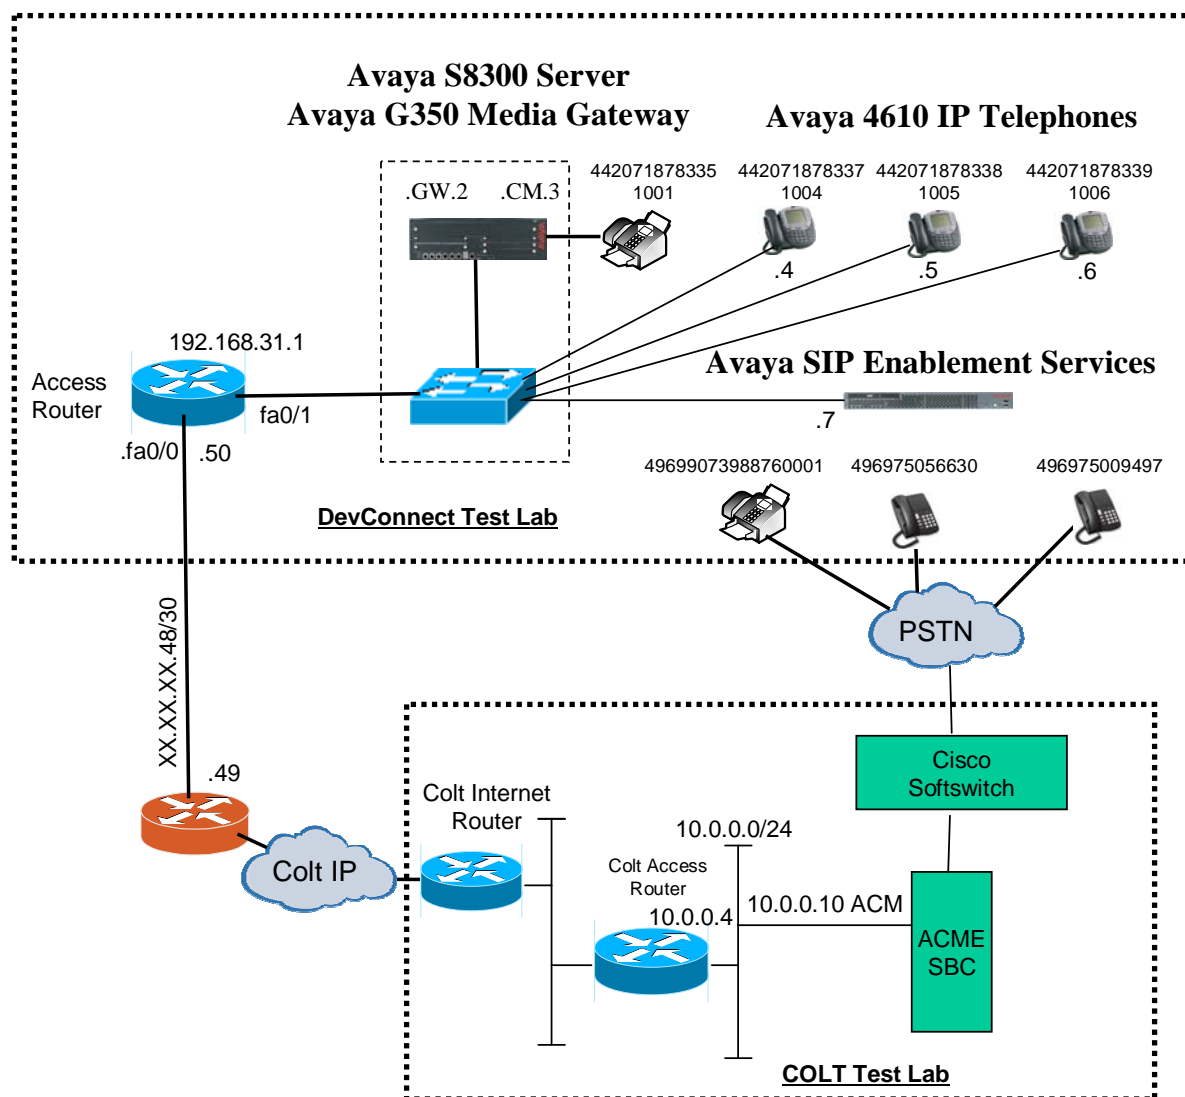 Avaya S8300 Server
Avaya G350 Media Gateway
Avaya 4610 IP Telephones
.GW.2
.CM.3
442071878335
1001
442071878337
1004
442071878338
1005
442071878339
1006
.4
.5
.6
192.168.31.1
Access
Router
fa0/1
.fa0/0
.50
Avaya SIP Enablement Services
.7
49699073988760001
496975056630
496975009497
DevConnect Test Lab
PSTN
XX.XX.XX.48/30
.49
Colt IP
Colt Internet
Router
Cisco
Softswitch
10.0.0.0/24
Colt Access
Router
10.0.0.4
10.0.0.10 ACM
ACME
SBC
COLT Test Lab